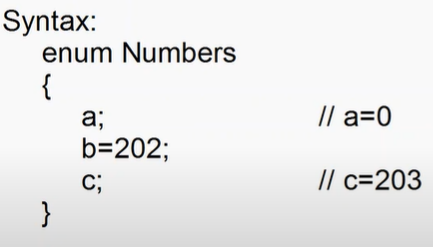 Syntax:
enum Numbers
{
a; // a=0
b=202;
c; // c=203
}